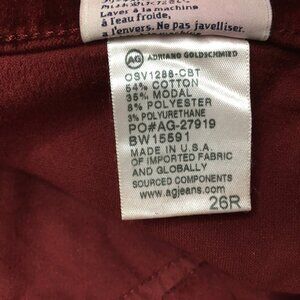 Laver à la machine
à l'eau froide,
à l'envers. Ne pas javelliser.
AG ADRIANO GOLDSCHMIED
OSV1288-CBT
54% COTTON
35% MODAL
8% POLYESTER
3% POLYURETHANE
PO#AG-27919
BW15591
MADE IN U.S.A.
OF IMPORTED FABRIC
AND GLOBALLY
SOURCED COMPONENTS
www.agjeans.com
26R